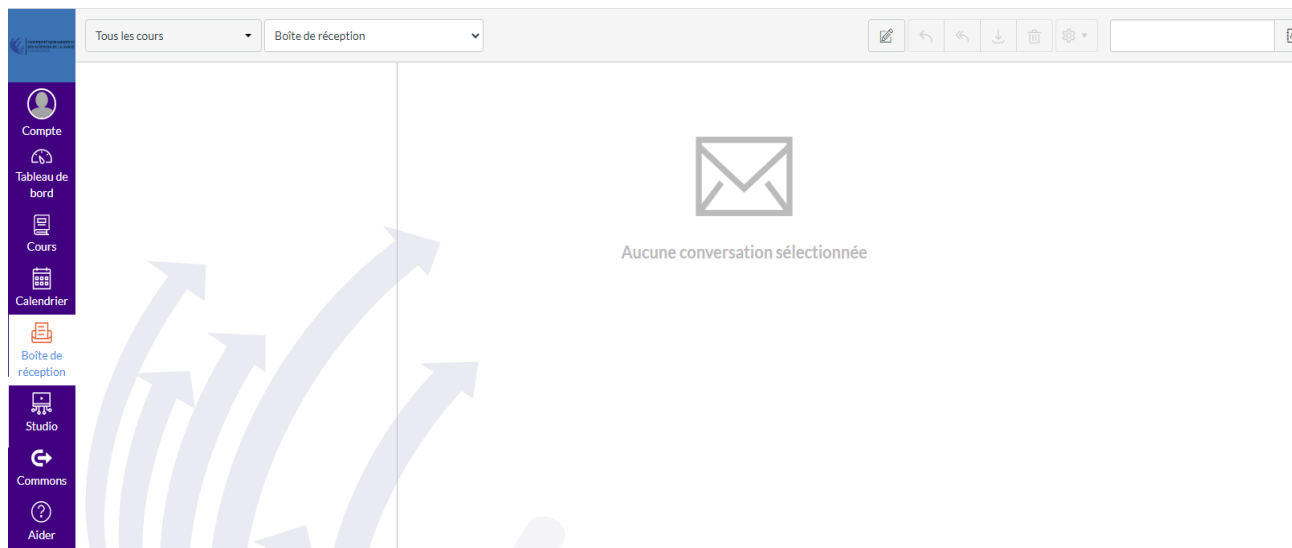 Tous les cours
Boîte de réception
Compte
Tableau de
bord
Cours
Calendrier
Boîte de
réception
Studio
Commons
Aider
Aucune conversation sélectionnée